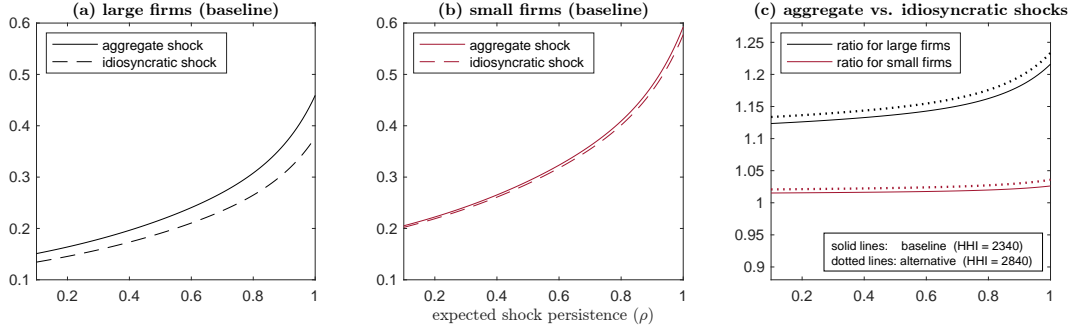 (a) large firms (baseline)
0.6
0.5
0.4
0.3
0.2
0.1
aggregate shock
idiosyncratic shock
0.2 0.4 0.6 0.8 1
(b) small firms (baseline)
0.6
0.5
0.4
0.3
0.2
0.1
aggregate shock
idiosyncratic shock
0.2 0.4 0.6 0.8 1
expected shock persistence (ρ)
(c) aggregate vs. idiosyncratic shocks
1.25
1.2
1.15
1.1
1.05
1
0.95
0.9
ratio for large firms
ratio for small firms
solid lines: baseline (HHI = 2340)
dotted lines: alternative (HHI = 2840)
0.2 0.4 0.6 0.8 1